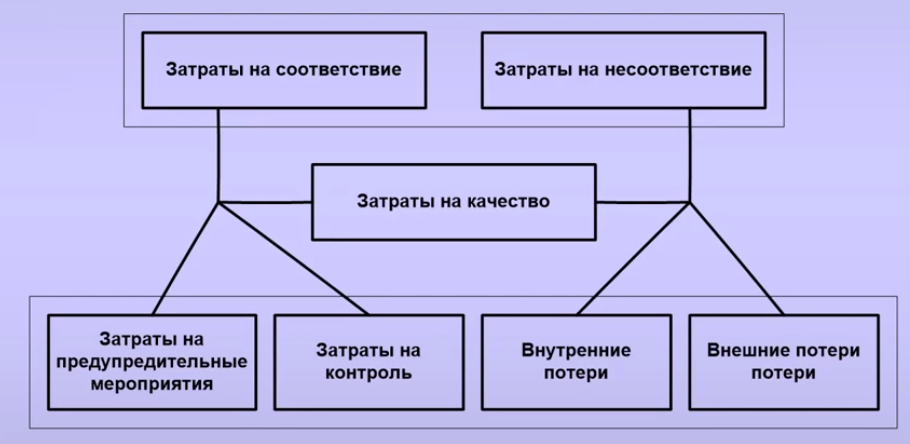 Затраты на соответствие
Затраты на несоответствие
Затраты на качество
Затраты на
предупредительные
мероприятия
Затраты на
контроль
Внутренние
потери
Внешние потери
потери